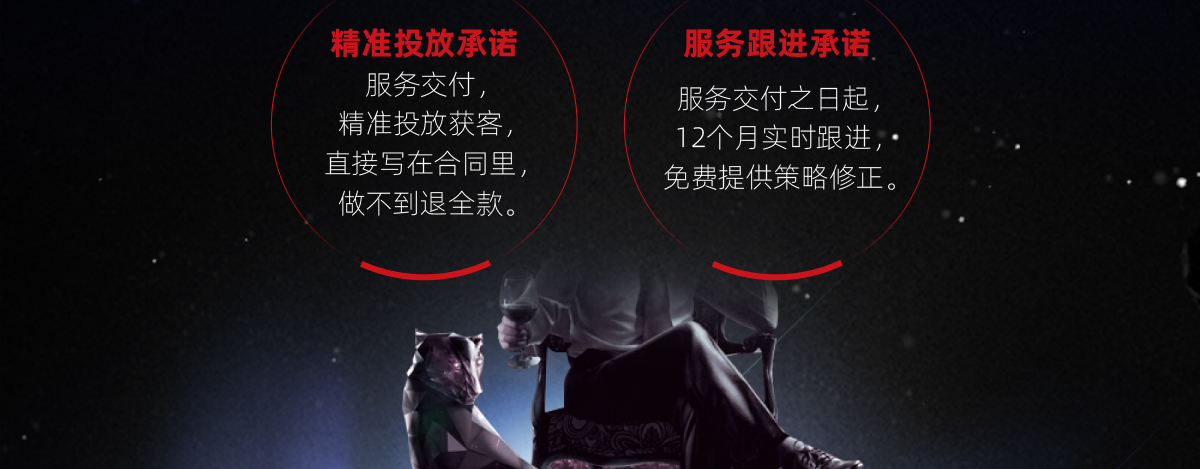 精准投放承诺
服务交付，
精准投放获客，
直接写在合同里，
做不到退全款。
服务跟进承诺
服务交付之日起，
12个月实时跟进，
免费提供策略修正。